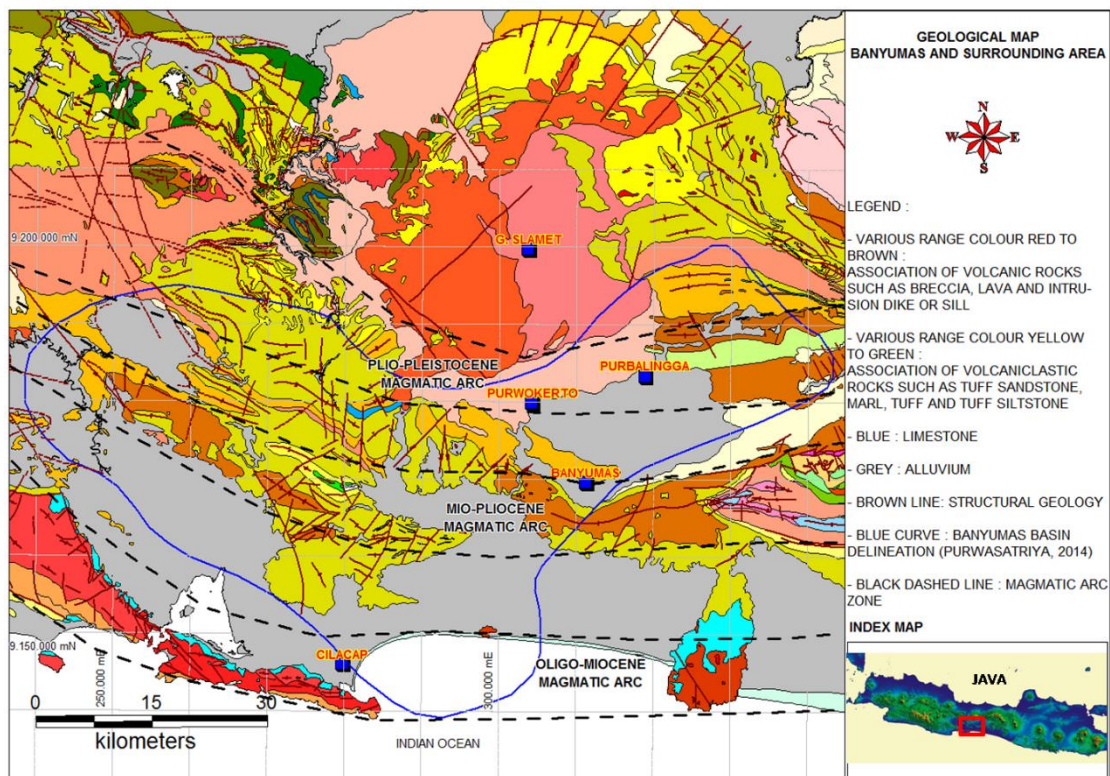 GEOLOGICAL MAP
BANYUMAS AND SURROUNDING AREA
N
W E
S
LEGEND :
- VARIOUS RANGE COLOUR RED TO
BROWN :
ASSOCIATION OF VOLCANIC ROCKS
SUCH AS BRECCIA, LAVA AND INTRU-
SION DIKE OR SILL
- VARIOUS RANGE COLOUR YELLOW
TO GREEN :
ASSOCIATION OF VOLCANICLASTIC
ROCKS SUCH AS TUFF SANDSTONE,
MARL, TUFF AND TUFF SILTSTONE
- BLUE : LIMESTONE
- GREY : ALLUVIUM
- BROWN LINE: STRUCTURAL GEOLOGY
- BLUE CURVE : BANYUMAS BASIN
DELINEATION (PURWASATRIYA, 2014)
- BLACK DASHED LINE : MAGMATIC ARC
ZONE
INDEX MAP
JAVA
9.200.000 mN
G. SLAMET
PLIO-PLEISTOCENE
MAGMATIC ARC
PURBALINGGA
PURWOKERTO
BANYUMAS
MIO-PLIOCENE
MAGMATIC ARC
9.150.000 mN
250.000 mE
CILACAP
300.000 mE
OLIGO-MIOCENE
MAGMATIC ARC
0 15 30
kilometers
INDIAN OCEAN